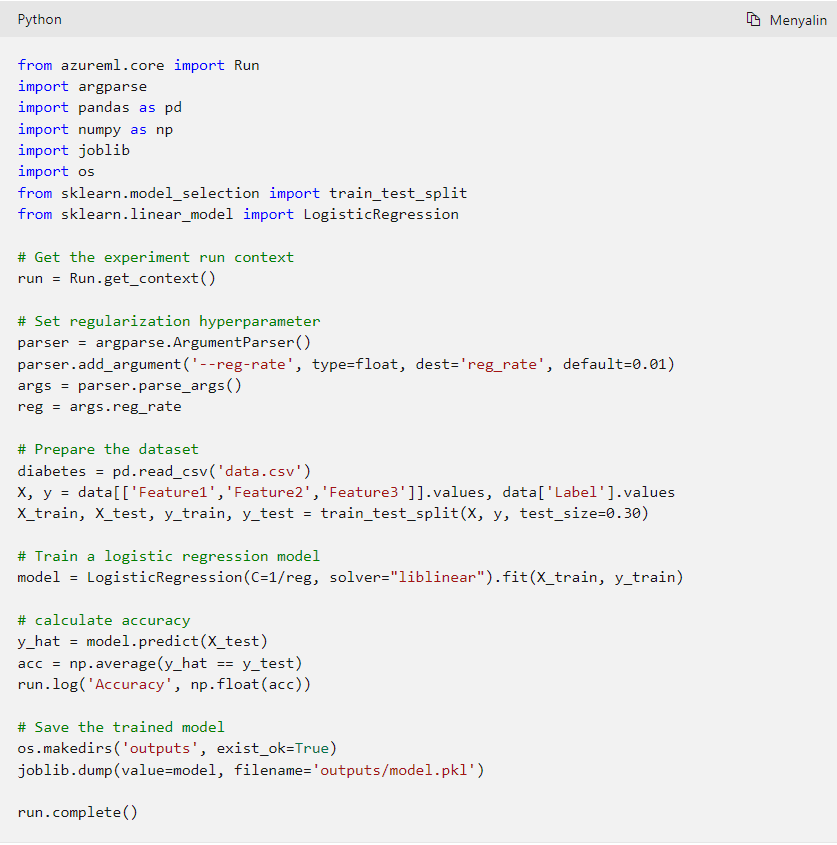 Python
Menyalin
from azureml.core import Run
import argparse
import pandas as pd
import numpy as np
import joblib
import os
from sklearn.model_selection import train_test_split
from sklearn.linear_model import LogisticRegression
# Get the experiment run context
run = Run.get_context()
# Set regularization hyperparameter
parser = argparse.ArgumentParser()
parser.add_argument('--reg-rate', type=float, dest='reg_rate', default=0.01)
args = parser.parse_args()
reg = args.reg_rate
# Prepare the dataset
diabetes = pd.read_csv('data.csv')
X, y = data[['Feature1','Feature2','Feature3']].values, data['Label'].values
X_train, X_test, y_train, y_test = train_test_split(X, y, test_size=0.30)
# Train a logistic regression model
model = LogisticRegression(C=1/reg, solver="liblinear").fit(X_train, y_train)
# calculate accuracy
y_hat = model.predict(X_test)
acc = np.average(y_hat == y_test)
run.log('Accuracy', np.float(acc))
# Save the trained model
os.makedirs('outputs', exist_ok=True)
joblib.dump(value=model, filename='outputs/model.pkl')
run.complete()